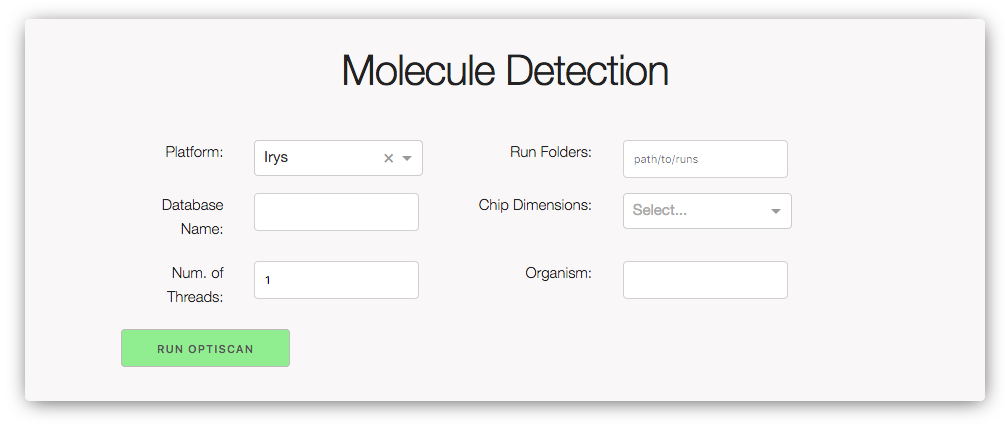 Molecule Detection
Platform: Irys × Run Folders: path/to/runs
Database Chip Dimensions: Select...
Name:
Num. of 1 Organism:
Threads:
RUN OPTISCAN